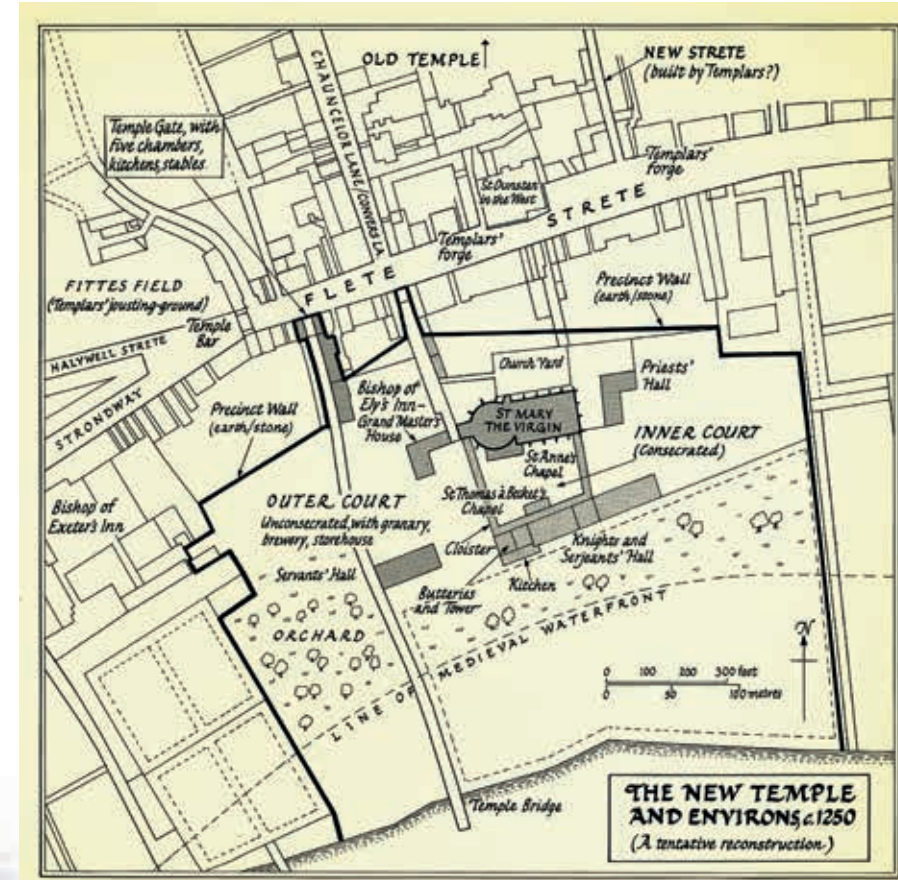 OLD TEMPLE
NEW STRETE
(built by Templars?)
CHAUNCELOR LANE/CONVERS LA.
Temple Gate, with
five chambers,
kitchens, stables
St Dunstan
in the West
Templars'
forge
FLETE STRETE
Templars'
forge
FITTES FIELD
(Templars' jousting-ground)
Temple
Bar
HALYWELL STRETE
STRONDWAY
Precinct Wall
(earth/stone)
Precinct Wall
(earth/stone)
Church Yard
Priests'
Hall
Bishop of
Ely's Inn–
Grand Master's
House
ST MARY
THE VIRGIN
INNER COURT
(Consecrated)
St Anne's
Chapel
St Thomas à Becket's
Chapel
Bishop of
Exeter's Inn
OUTER COURT
Unconsecrated, with granary,
brewery, storehouse
Servants' Hall
Cloister
Knights and
Serjeants' Hall
Butteries
and Tower
Kitchen
ORCHARD
LINE OF MEDIEVAL WATERFRONT
N
0 100 200 300 feet
0 50 100 metres
Temple Bridge
THE NEW TEMPLE
AND ENVIRONS, c.1250
(A tentative reconstruction)